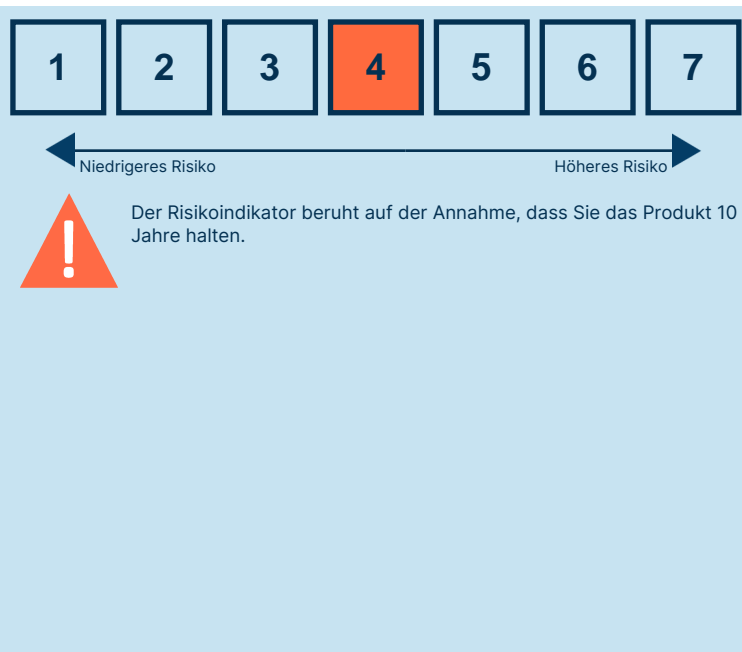 1 2 3 4 5 6 7
Niedrigeres Risiko Höheres Risiko
Der Risikoindikator beruht auf der Annahme, dass Sie das Produkt 10
Jahre halten.
!